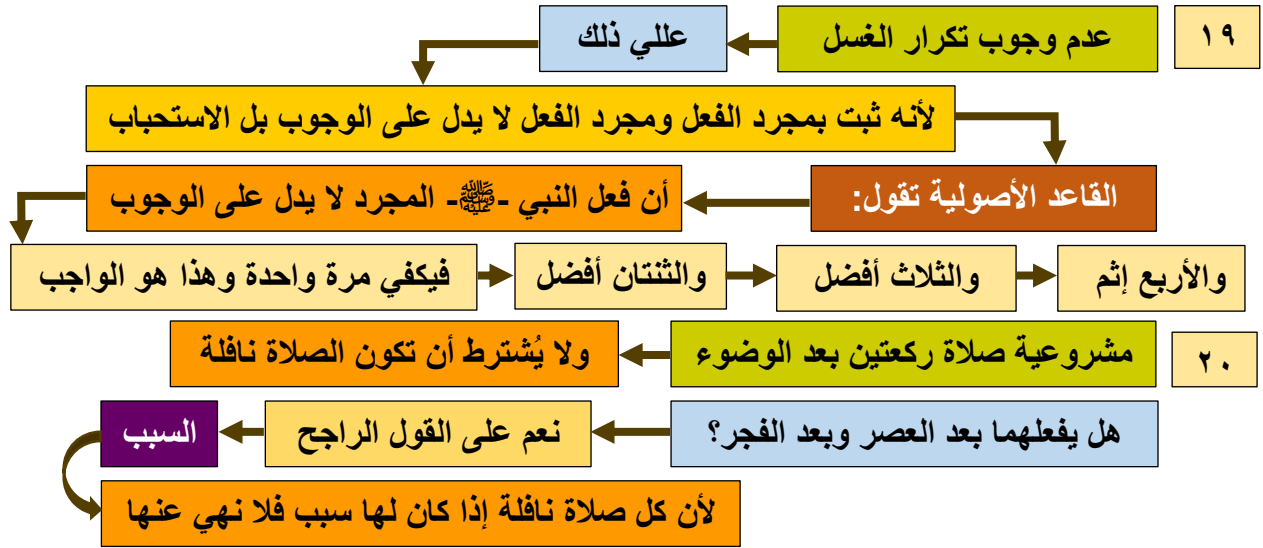 ١٩
عدم وجوب تكرار الغسل
عللي ذلك
لأنه ثبت بمجرد الفعل ومجرد الفعل لا يدل على الوجوب بل الاستحباب
القاعد الأصولية تقول:
أن فعل النبي -ﷺ- المجرد لا يدل على الوجوب
فيكفي مرة واحدة وهذا هو الواجب
والثنتان أفضل
والثلاث أفضل
والأربع إثم
٢٠
مشروعية صلاة ركعتين بعد الوضوء
ولا يُشترط أن تكون الصلاة نافلة
هل يفعلهما بعد العصر وبعد الفجر؟
نعم على القول الراجح
السبب
لأن كل صلاة نافلة إذا كان لها سبب فلا نهي عنها